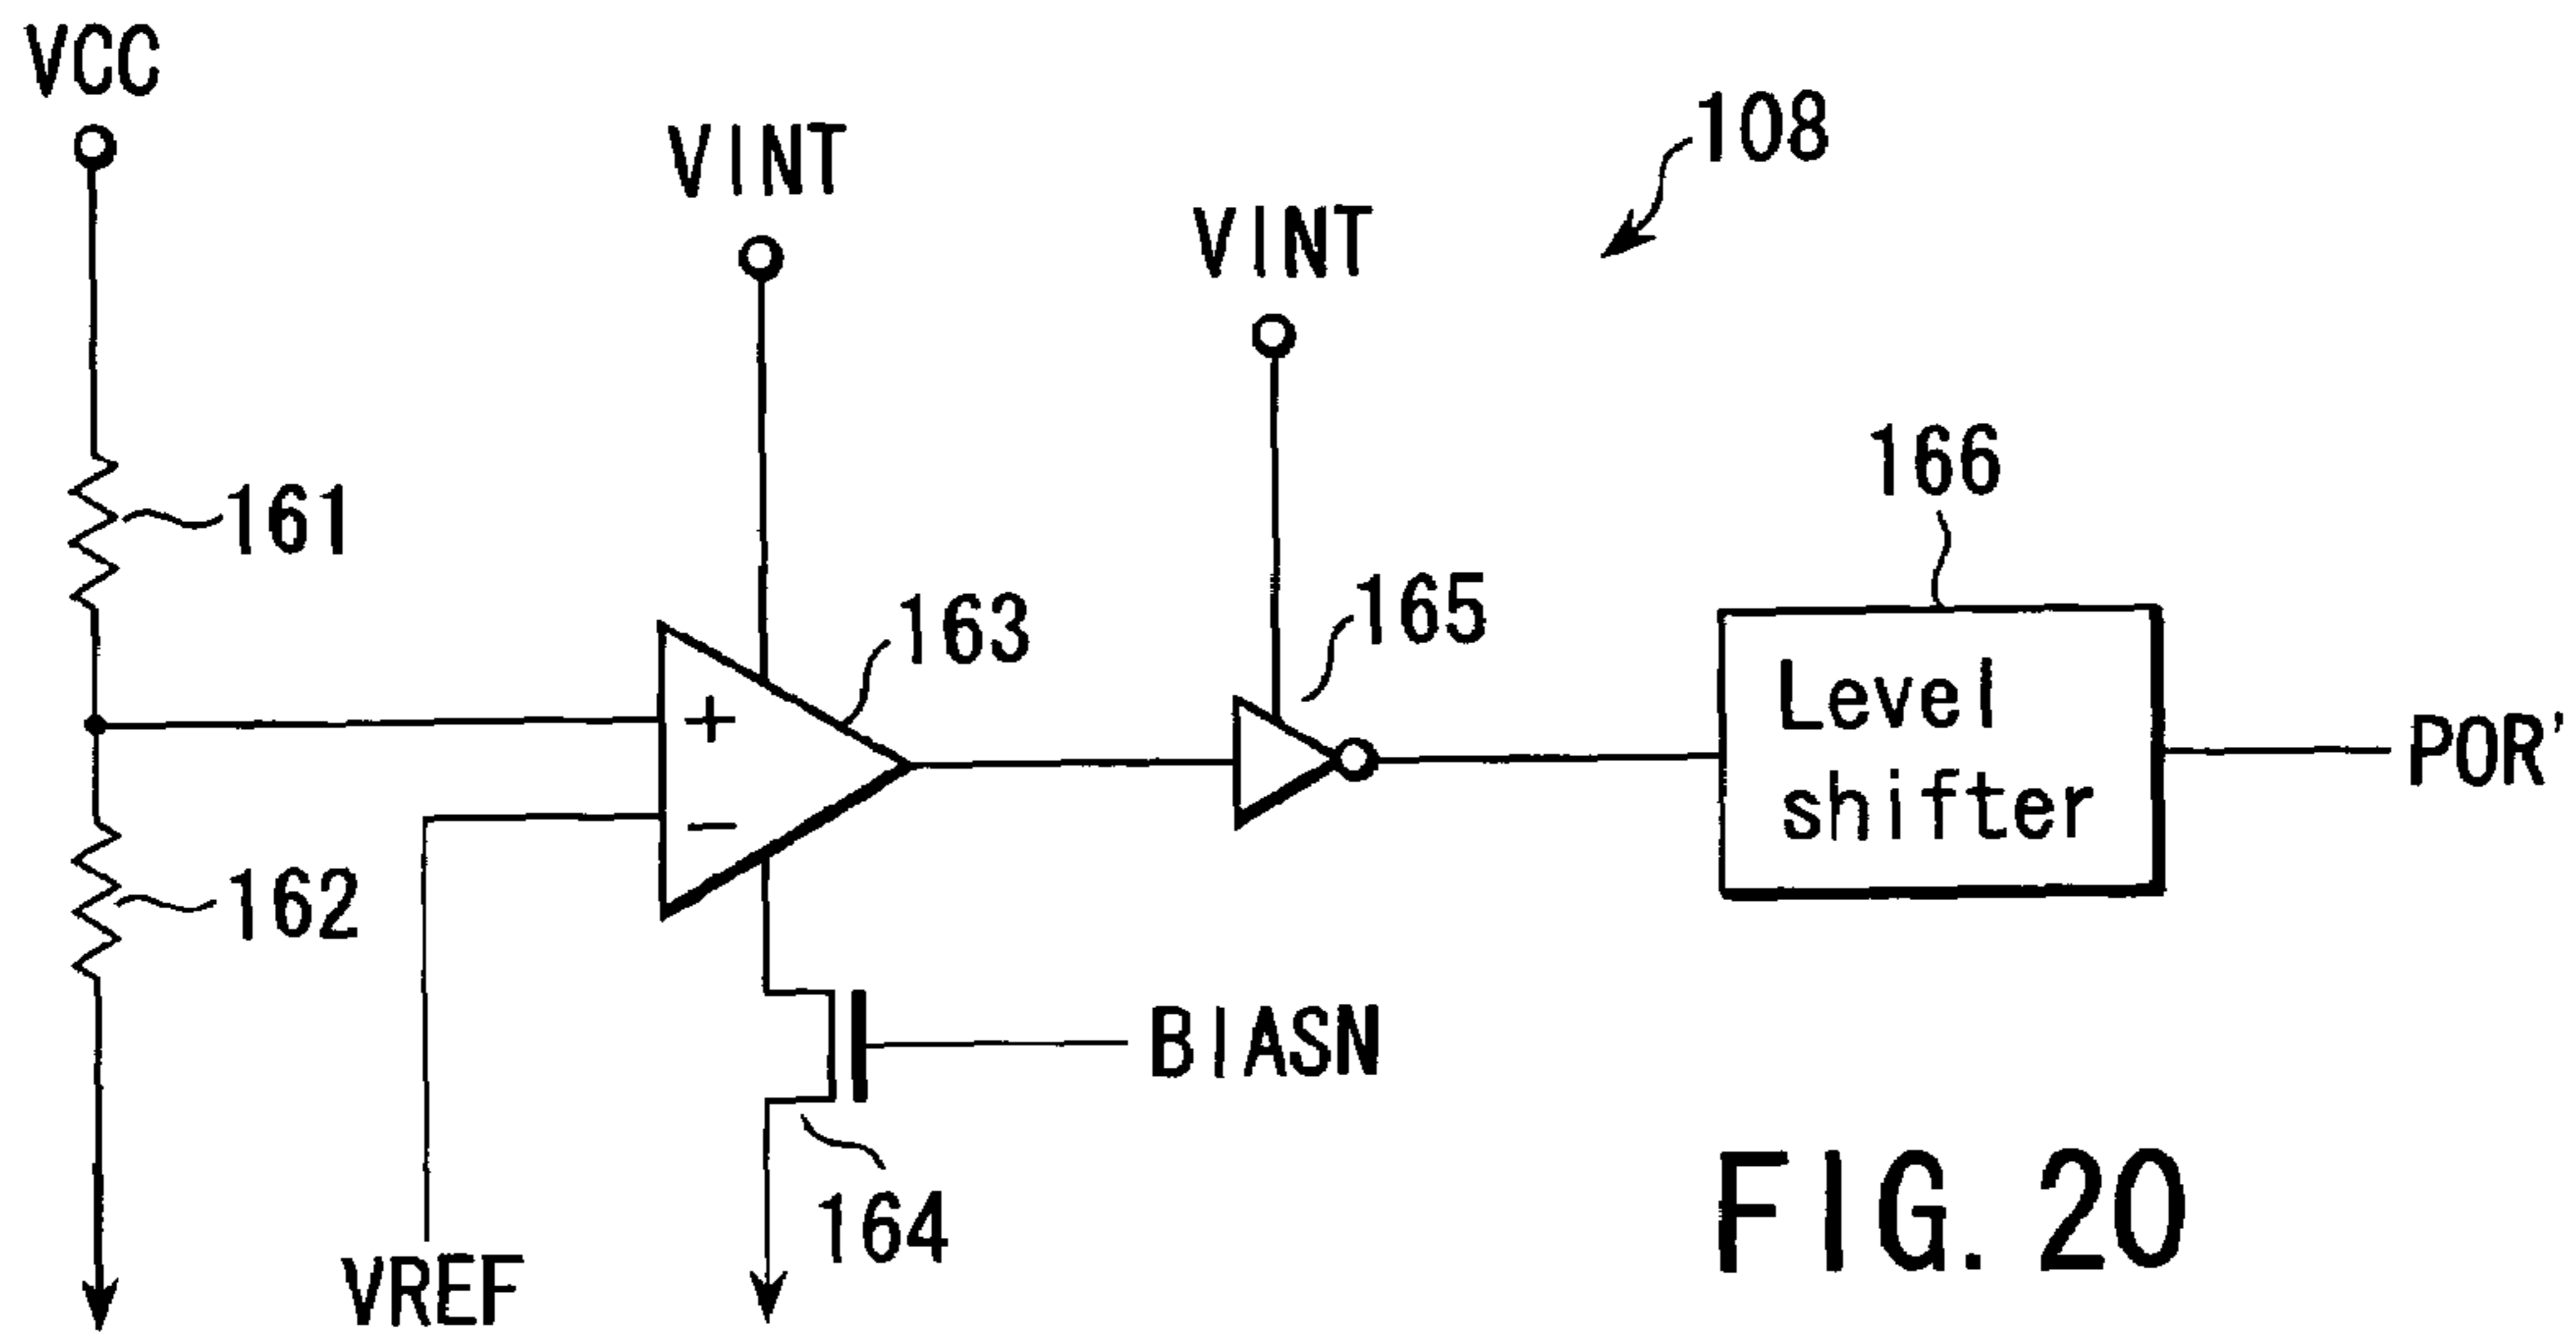 VCC
VINT
VINT
108
161
163
165
166
+
-
Level
shifter
POR'
162
BIASN
164
VREF
FIG. 20